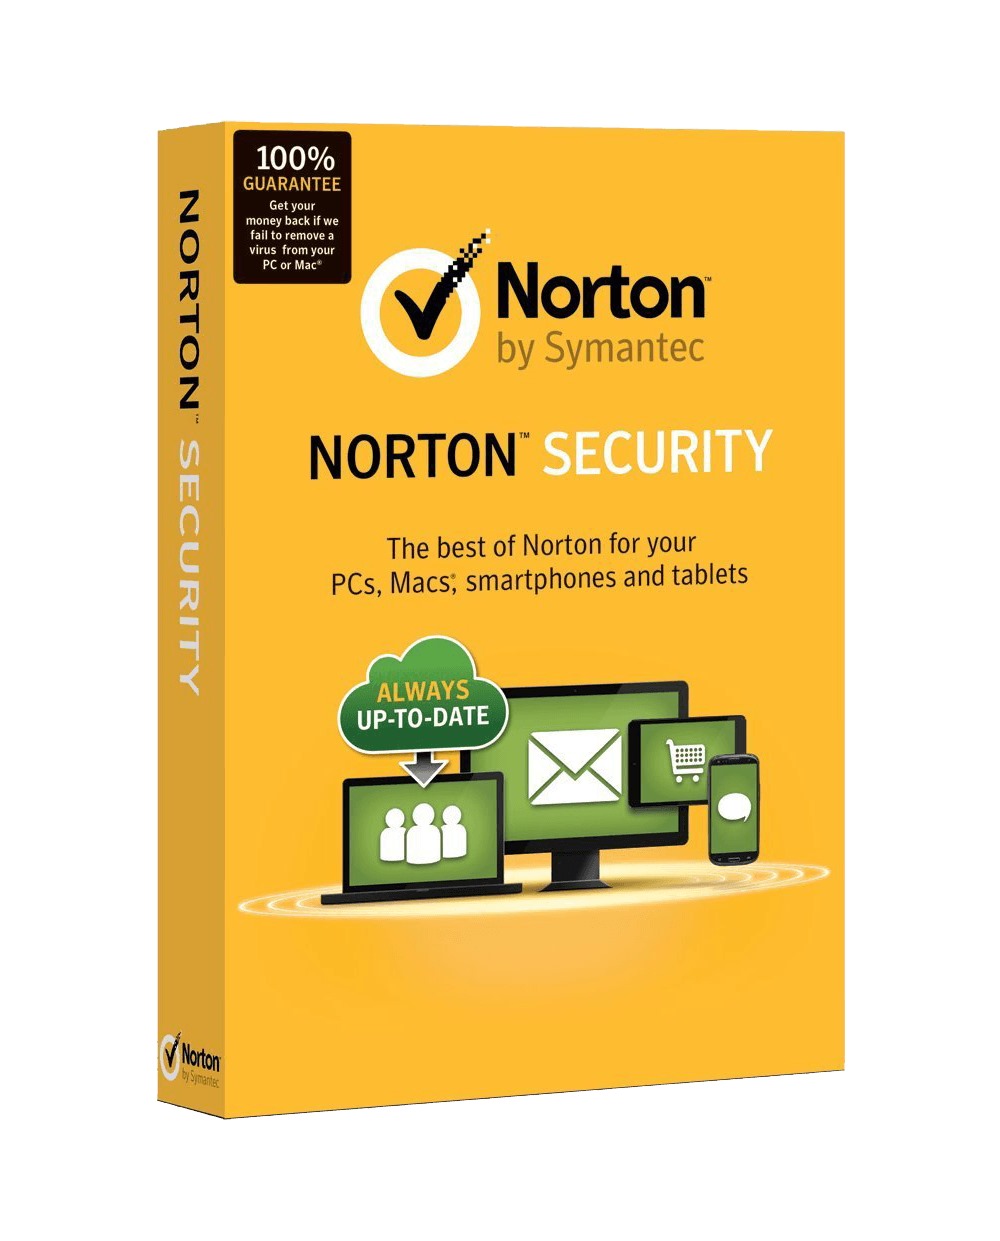 100%
GUARANTEE
Get your
money back if we
fail to remove a
virus from your
PC or Mac®
Norton™
by Symantec
NORTON™ SECURITY
The best of Norton for your
PCs, Macs®, smartphones and tablets
ALWAYS
UP-TO-DATE
NORTON™ SECURITY
Norton
by Symantec